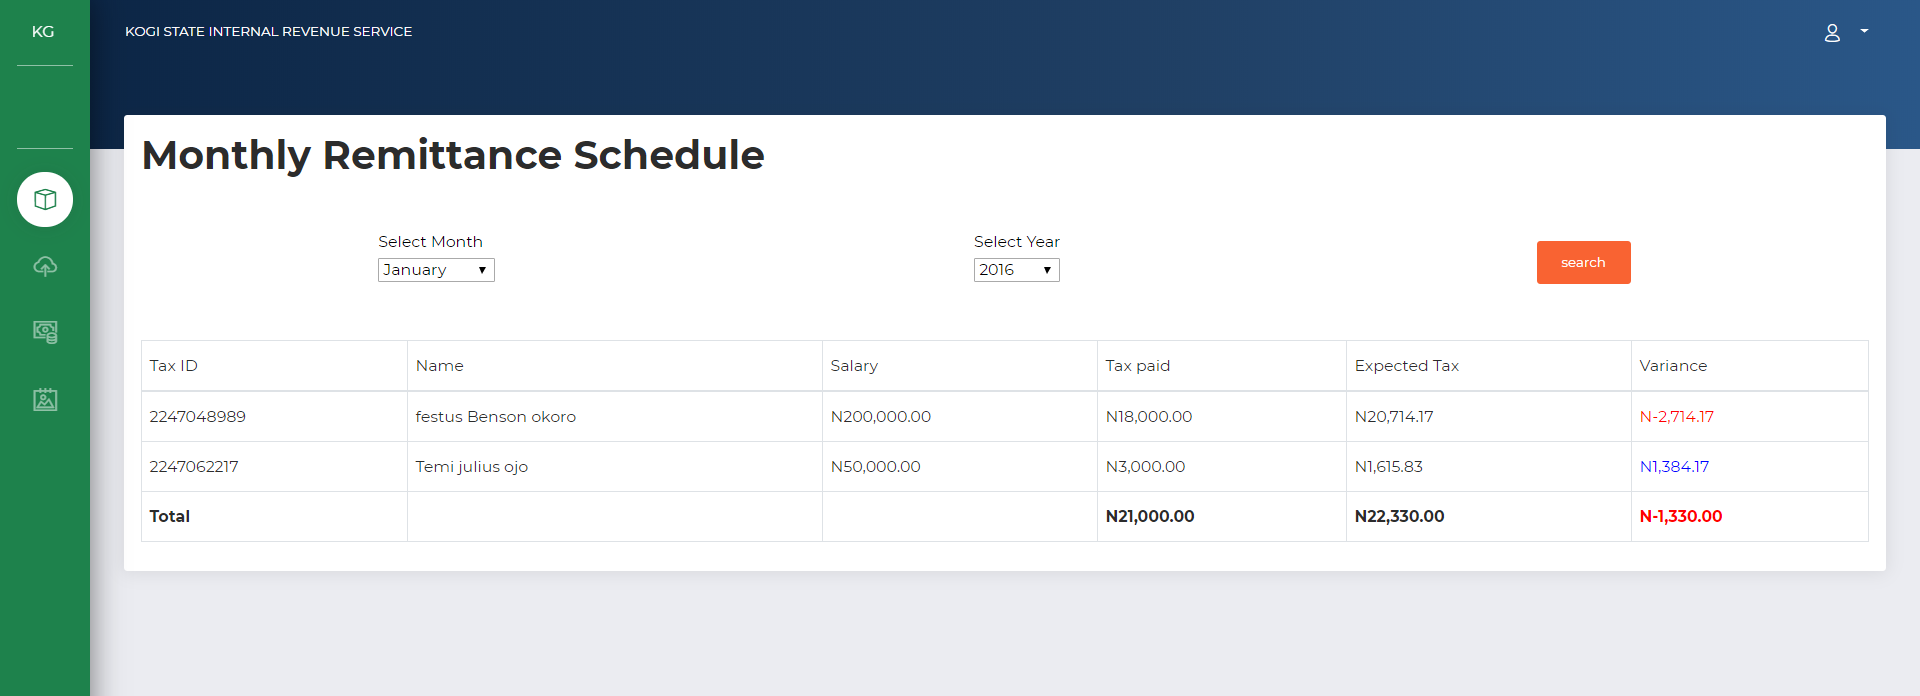 KG
KOGI STATE INTERNAL REVENUE SERVICE
Monthly Remittance Schedule
Select Month
January
Select Year
2016
search
Tax ID Name Salary Tax paid Expected Tax Variance
2247048989 festus Benson okoro N200,000.00 N18,000.00 N20,714.17 N-2,714.17
2247062217 Temi julius ojo N50,000.00 N3,000.00 N1,615.83 N1,384.17
Total N21,000.00 N22,330.00 N-1,330.00